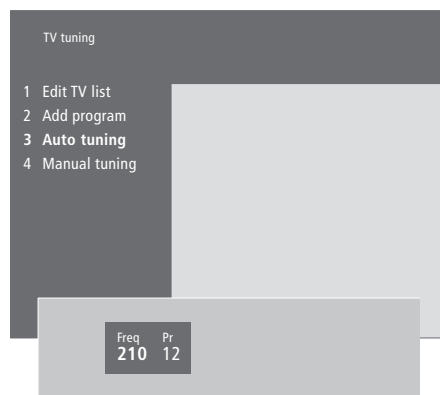 TV tuning
1 Edit TV list
2 Add program
3 Auto tuning
4 Manual tuning
Freq Pr
210 12